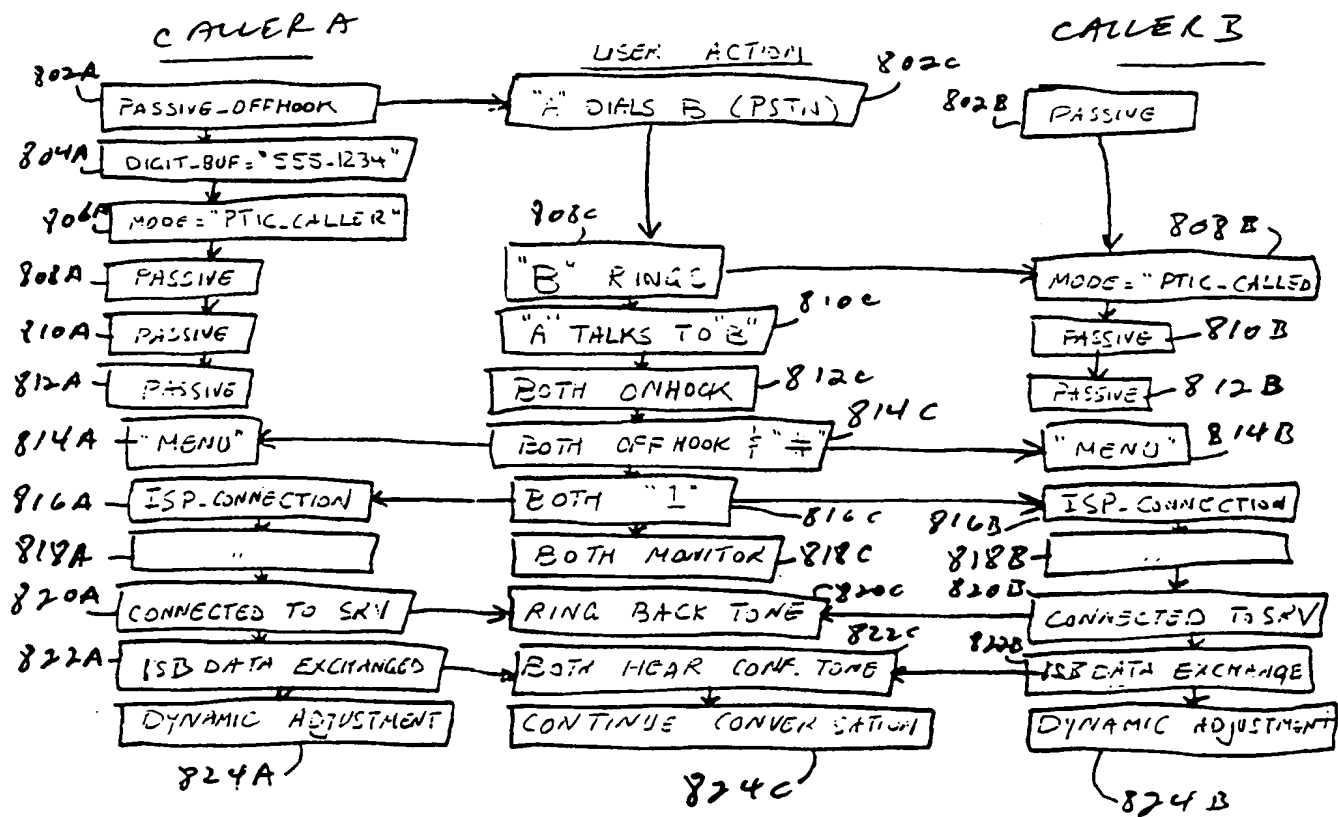 CALLER A
USER ACTION
CALLER B
802A
PASSIVE_OFFHOOK
"A" DIALS B (PSTN)
802C
802B
PASSIVE
804A
DIGIT_BUF="555-1234"
806A
MODE="PTIC_CALLER"
808C
808B
808A
PASSIVE
"B" RINGS
MODE="PTIC_CALLED
810A
PASSIVE
"A" TALKS TO "B"
810C
PASSIVE
810B
812A
PASSIVE
BOTH ONHOOK
812C
PASSIVE
812B
814A
"MENU"
BOTH OFFHOOK & "#"
814C
"MENU"
814B
816A
ISP_CONNECTION
BOTH "1"
816C
816B
ISP_CONNECTION
818A
"
BOTH MONITOR
818C
818B
..
820A
CONNECTED TO SRV
RING BACK TONE
820C
820B
CONNECTED TO SRV
822A
ISB DATA EXCHANGED
BOTH HEAR CONF. TONE
822C
822B
ISB DATA EXCHANGE
DYNAMIC ADJUSTMENT
CONTINUE CONVERSATION
DYNAMIC ADJUSTMENT
824A
824C
824B